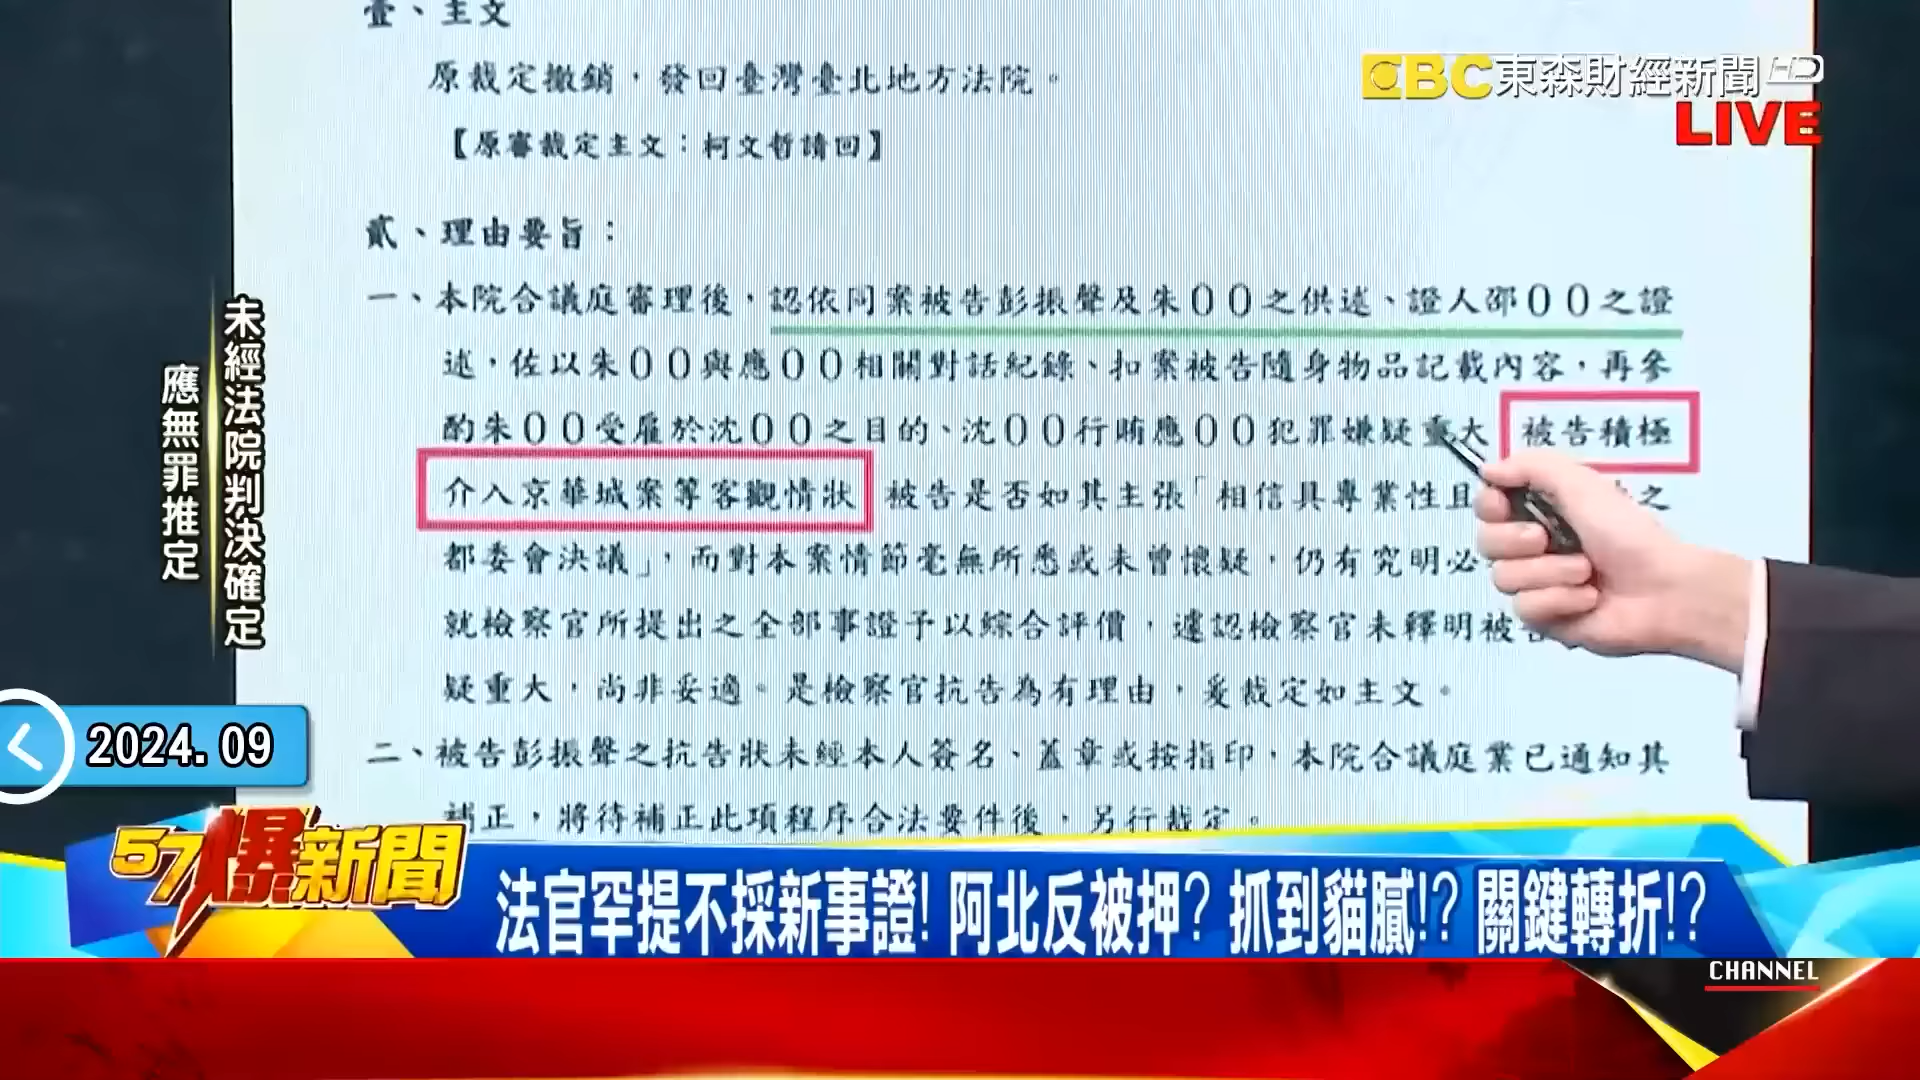 壹、主文
原裁定撤銷，發回臺灣臺北地方法院。
【原審裁定主文：柯文哲請回】
貳、理由要旨：
一、本院合議庭審理後，認依同案被告彭振聲及朱００之供述、證人邵００之證
述，佐以朱００與應００相關對話紀錄、扣案被告隨身物品記載內容，再參
酌朱００受雇於沈００之目的、沈００行賄應００犯罪嫌疑重大 被告積極
介入京華城案等客觀情狀 被告是否如其主張「相信具專業性且 之
都委會決議」，而對本案情節毫無所悉或未曾懷疑，仍有究明必
就檢察官所提出之全部事證予以綜合評價，遽認檢察官未釋明被告
疑重大，尚非妥適。是檢察官抗告為有理由，爰裁定如主文。
二、被告彭振聲之抗告狀未經本人簽名、蓋章或按指印，本院合議庭業已通知其
補正，將待補正此項程序合法要件後，另行裁定。
EBC 東森財經新聞 HD
LIVE
未經法院判決確定
應無罪推定
2024.09
57爆新聞
法官罕提不採新事證! 阿北反被押? 抓到貓膩!? 關鍵轉折!?
CHANNEL